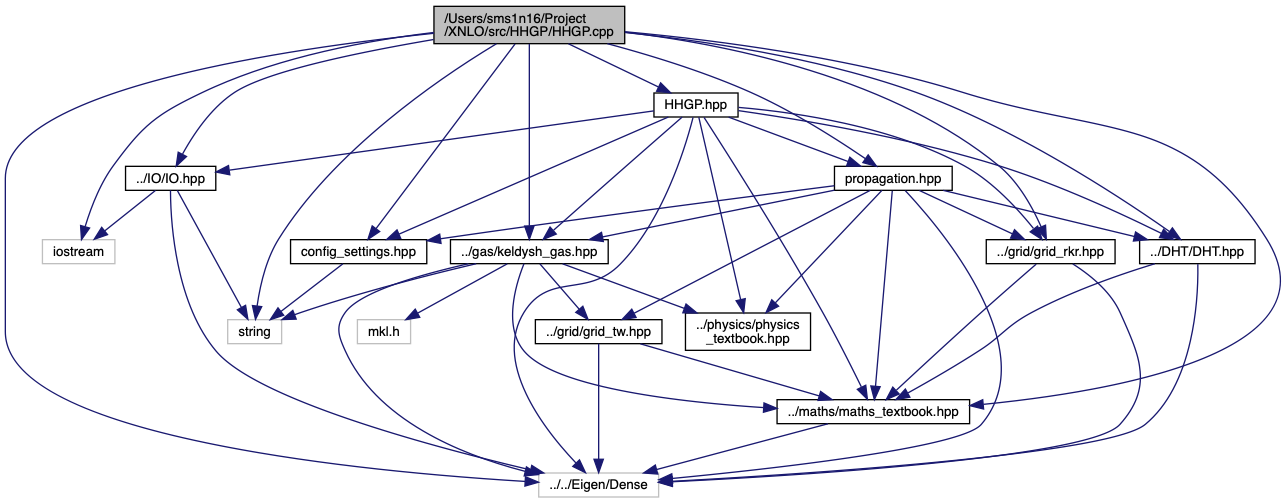 /Users/sms1n16/Project
/XNLO/src/HHGP/HHGP.cpp
HHGP.hpp
../IO/IO.hpp
propagation.hpp
iostream
config_settings.hpp
../gas/keldysh_gas.hpp
../grid/grid_rkr.hpp
../DHT/DHT.hpp
string
mkl.h
../grid/grid_tw.hpp
../physics/physics
_textbook.hpp
../maths/maths_textbook.hpp
../../Eigen/Dense